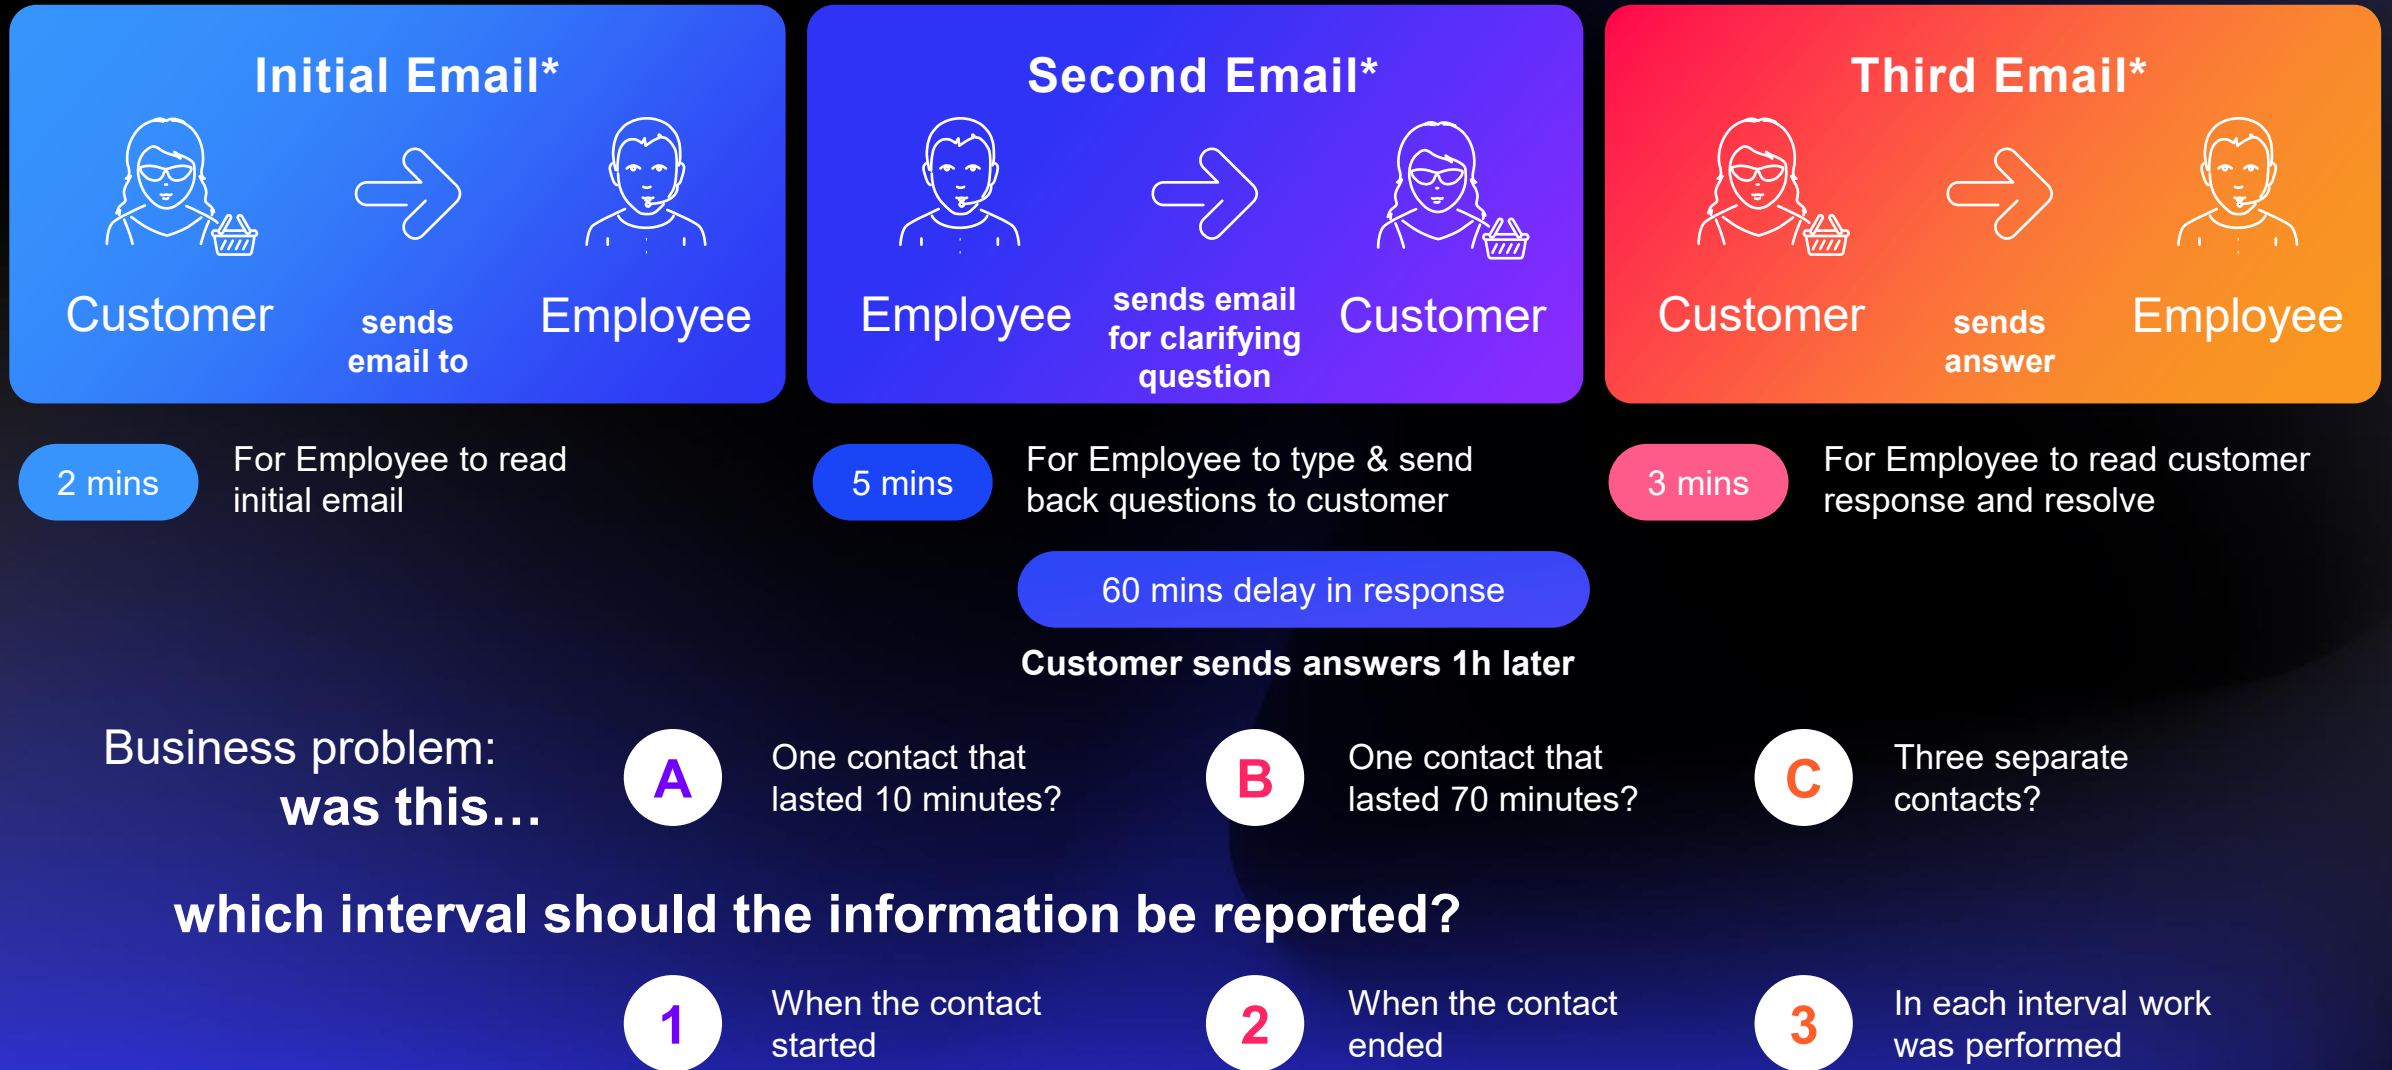 Initial Email*
Customer
sends
email to
Employee
Second Email*
Employee
sends email
for clarifying
question
Customer
Third Email*
Customer
sends
answer
Employee
2 mins
For Employee to read
initial email
5 mins
For Employee to type & send
back questions to customer
3 mins
For Employee to read customer
response and resolve
60 mins delay in response
Customer sends answers 1h later
Business problem:
was this…
A
One contact that
lasted 10 minutes?
B
One contact that
lasted 70 minutes?
C
Three separate
contacts?
which interval should the information be reported?
1
When the contact
started
2
When the contact
ended
3
In each interval work
was performed